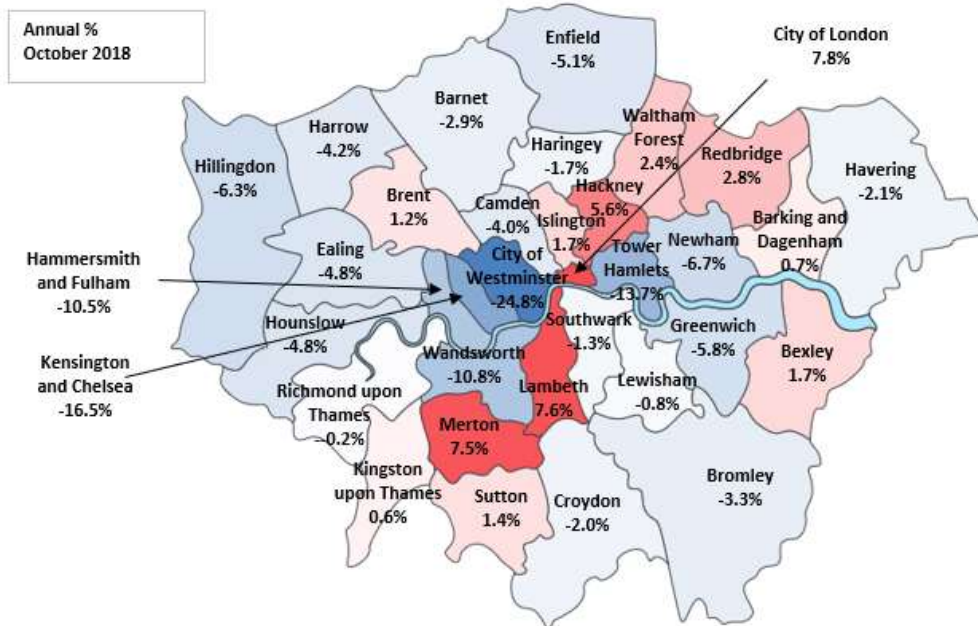 Annual %
October 2018
City of London
7.8%
Enfield
-5.1%
Barnet
-2.9%
Harrow
-4.2%
Hillingdon
-6.3%
Haringey
-1.7%
Waltham
Forest
2.4%
Redbridge
2.8%
Havering
-2.1%
Brent
1.2%
Camden
-4.0%
Islington
1.7%
Hackney
5.6%
Barking and
Dagenham
0.7%
Ealing
-4.8%
City of
Westminster
-24.8%
Tower
Hamlets
-13.7%
Newham
-6.7%
Hammersmith
and Fulham
-10.5%
Kensington
and Chelsea
-16.5%
Hounslow
-4.8%
Wandsworth
-10.8%
Southwark
-1.3%
Greenwich
-5.8%
Bexley
1.7%
Richmond upon
Thames
--0.2%
Lambeth
7.6%
Lewisham
-0.8%
Merton
7.5%
Kingston
upon Thames
0.6%
Sutton
1.4%
Croydon
-2.0%
Bromley
-3.3%